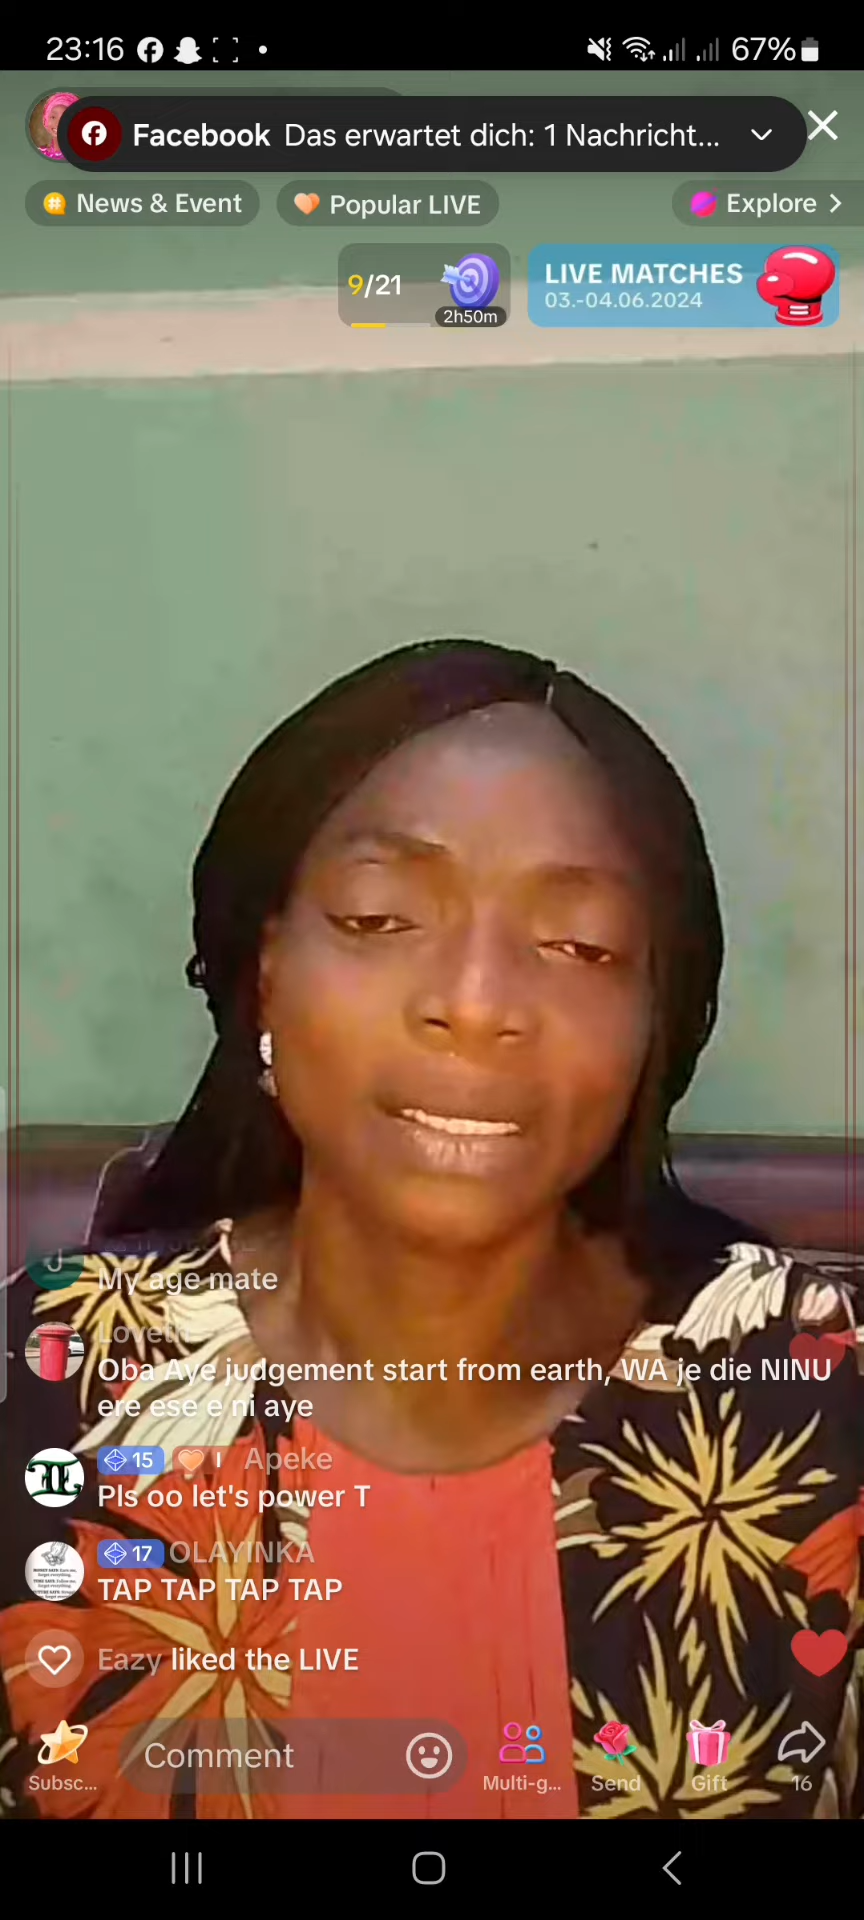 23:16
67%
Facebook Das erwartet dich: 1 Nachricht...
News & Event
Popular LIVE
Explore
9/21
2h50m
LIVE MATCHES
03.-04.06.2024
J
My age mate
Loveth
Oba Aye judgement start from earth, WA je die NINU
ere ese e ni aye
15 I Apeke
Pls oo let's power T
17 OLAYINKA
TAP TAP TAP TAP
Eazy liked the LIVE
Subsc...
Comment
Multi-g...
Send
Gift
16